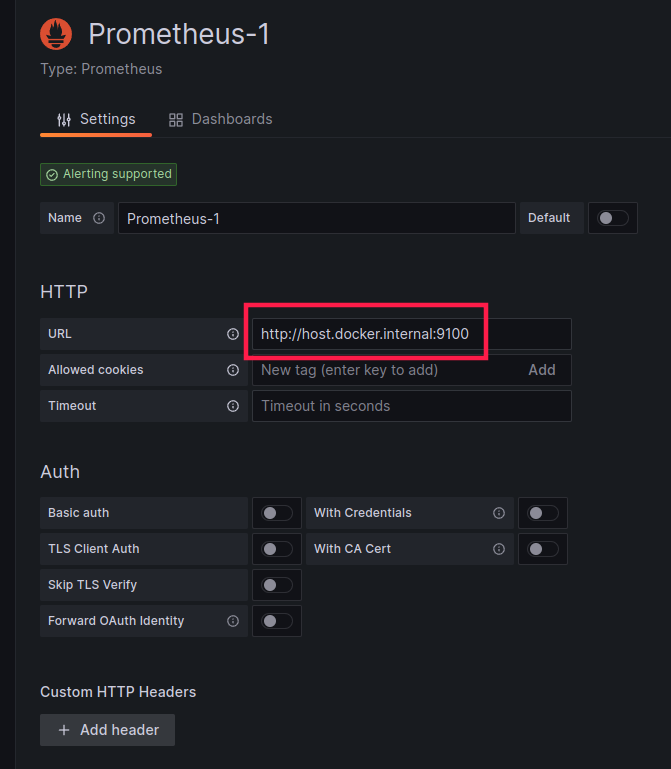 Prometheus-1
Type: Prometheus
Settings Dashboards
Alerting supported
Name Prometheus-1 Default
HTTP
URL http://host.docker.internal:9100
Allowed cookies New tag (enter key to add) Add
Timeout Timeout in seconds
Auth
Basic auth With Credentials
TLS Client Auth With CA Cert
Skip TLS Verify
Forward OAuth Identity
Custom HTTP Headers
+ Add header